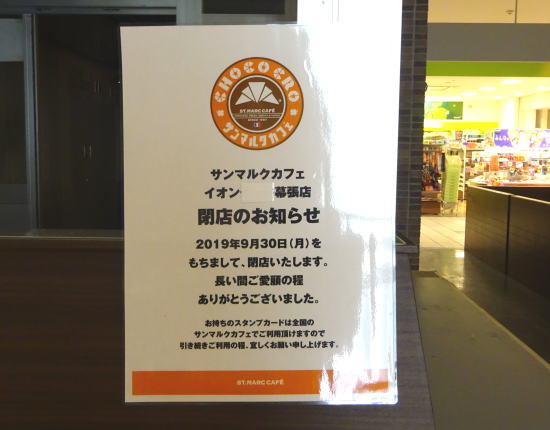 CHOCOCRO
ST.MARC CAFÉ
サンマルクカフェ
サンマルクカフェ
イオン 幕張店
閉店のお知らせ
2019年9月30日(月)を
もちまして、閉店いたします。
長い間ご愛顧の程
ありがとうございました。
お持ちのスタンプカードは全国の
サンマルクカフェでご利用頂けますので
引き続きご利用の程、宜しくお願い申し上げます。
ST.MARC CAFÉ